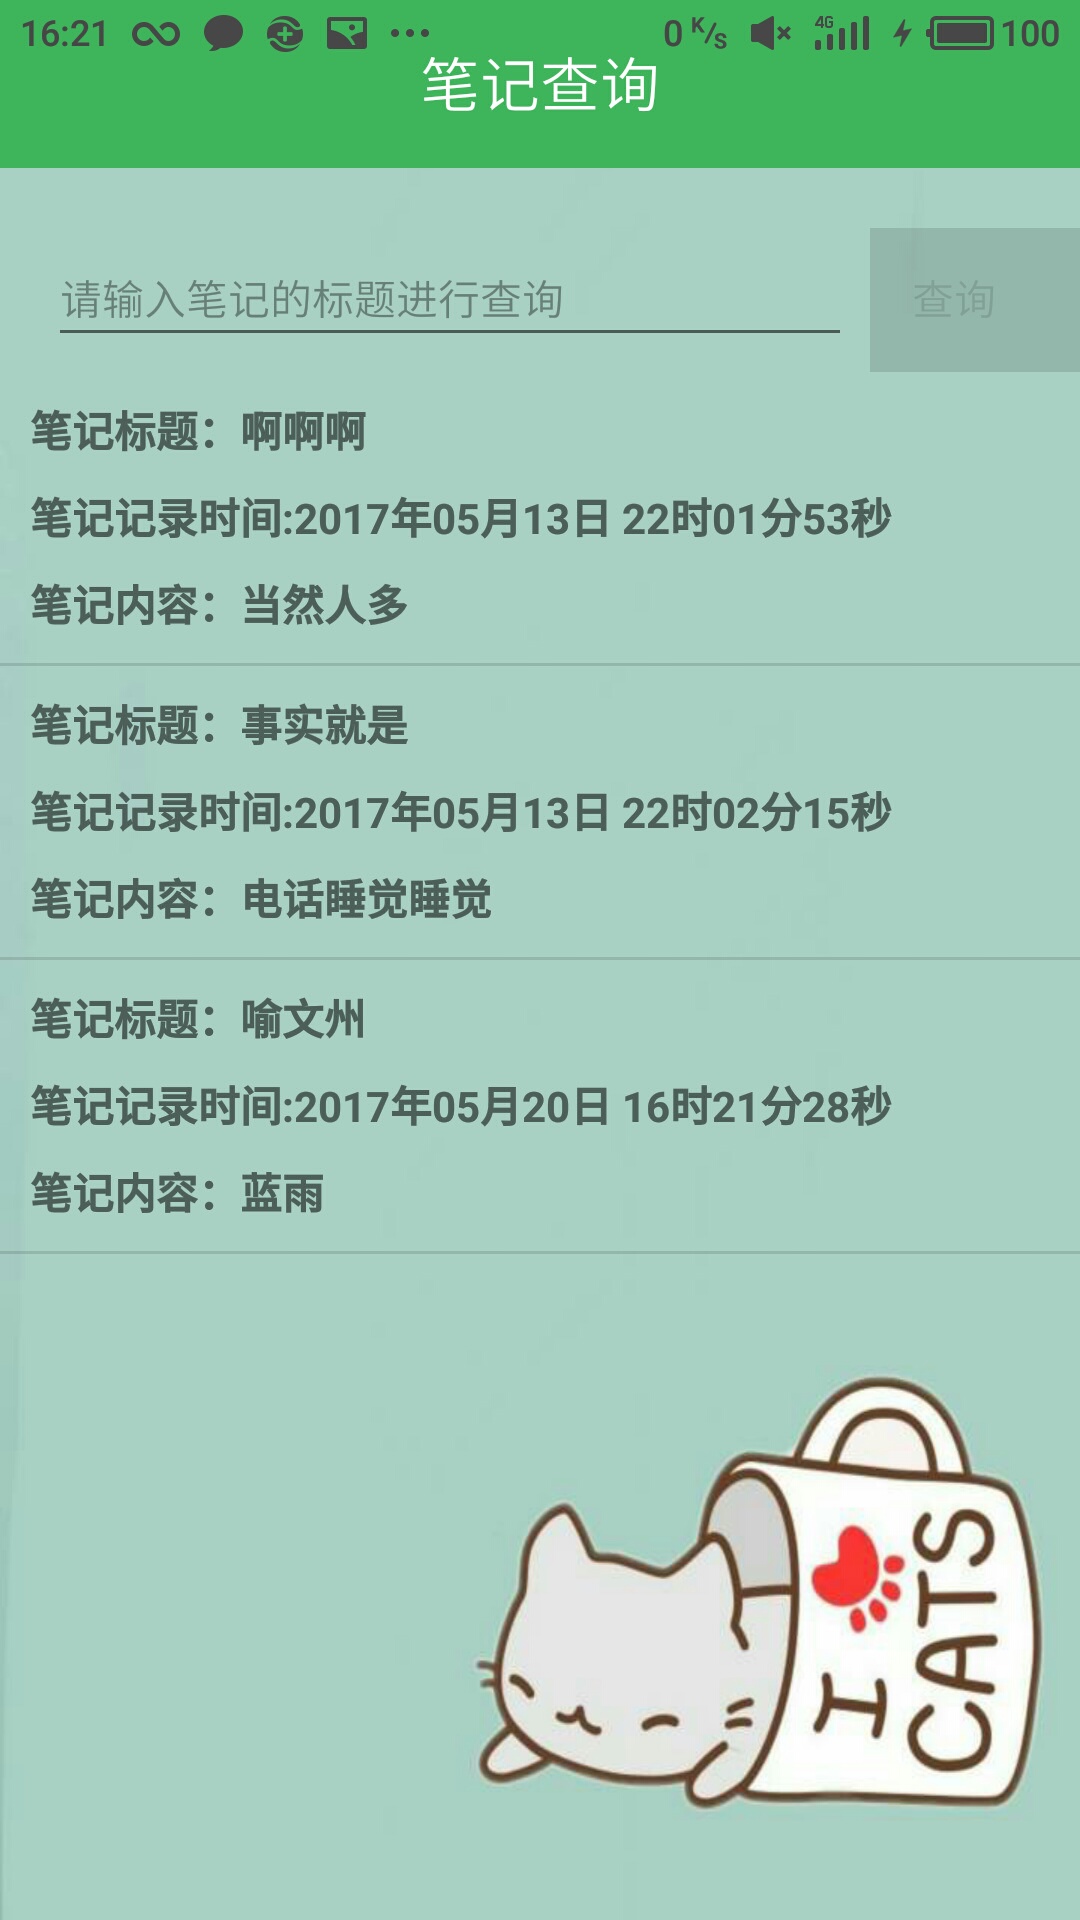 16:21 0 K/s 4G 100
笔记查询
请输入笔记的标题进行查询 查询
笔记标题：啊啊啊
笔记记录时间:2017年05月13日 22时01分53秒
笔记内容：当然人多
笔记标题：事实就是
笔记记录时间:2017年05月13日 22时02分15秒
笔记内容：电话睡觉睡觉
笔记标题：喻文州
笔记记录时间:2017年05月20日 16时21分28秒
笔记内容：蓝雨
I
CATS